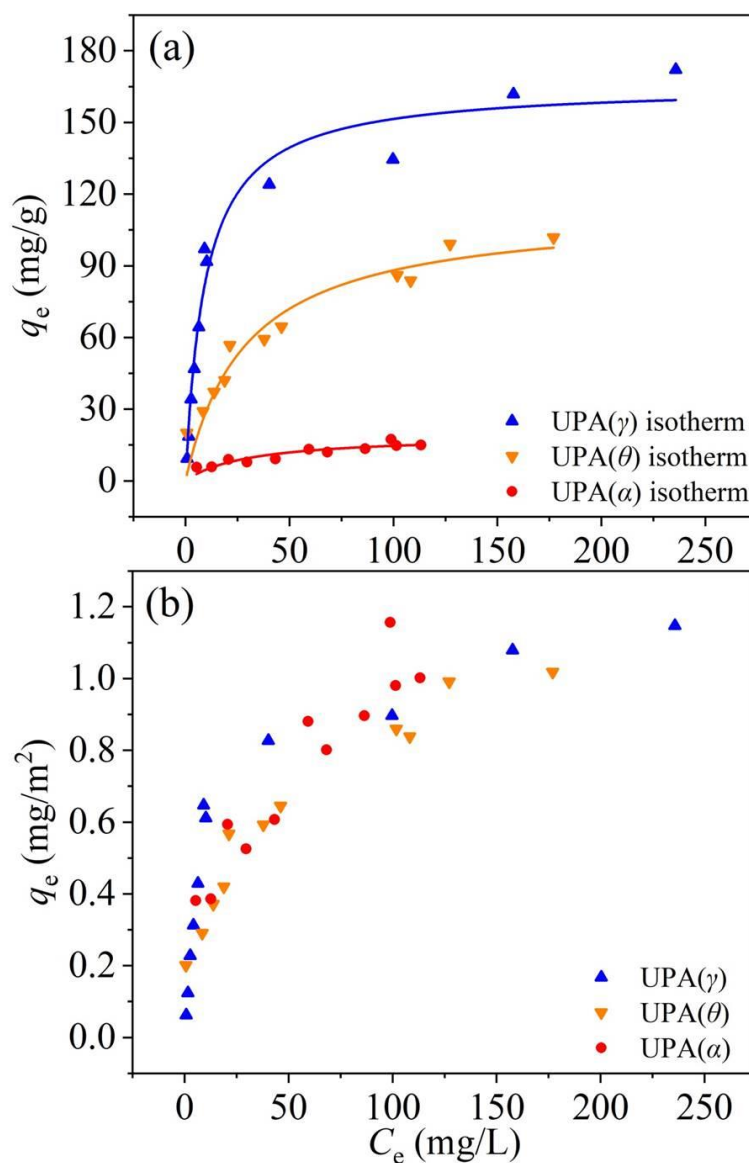 (a)
180
150
120
90
60
30
0
qe (mg/g)
UPA(γ) isotherm
UPA(θ) isotherm
UPA(α) isotherm
0 50 100 150 200 250
(b)
1.2
1.0
0.8
0.6
0.4
0.2
0.0
qe (mg/m²)
UPA(γ)
UPA(θ)
UPA(α)
0 50 100 150 200 250
Ce (mg/L)